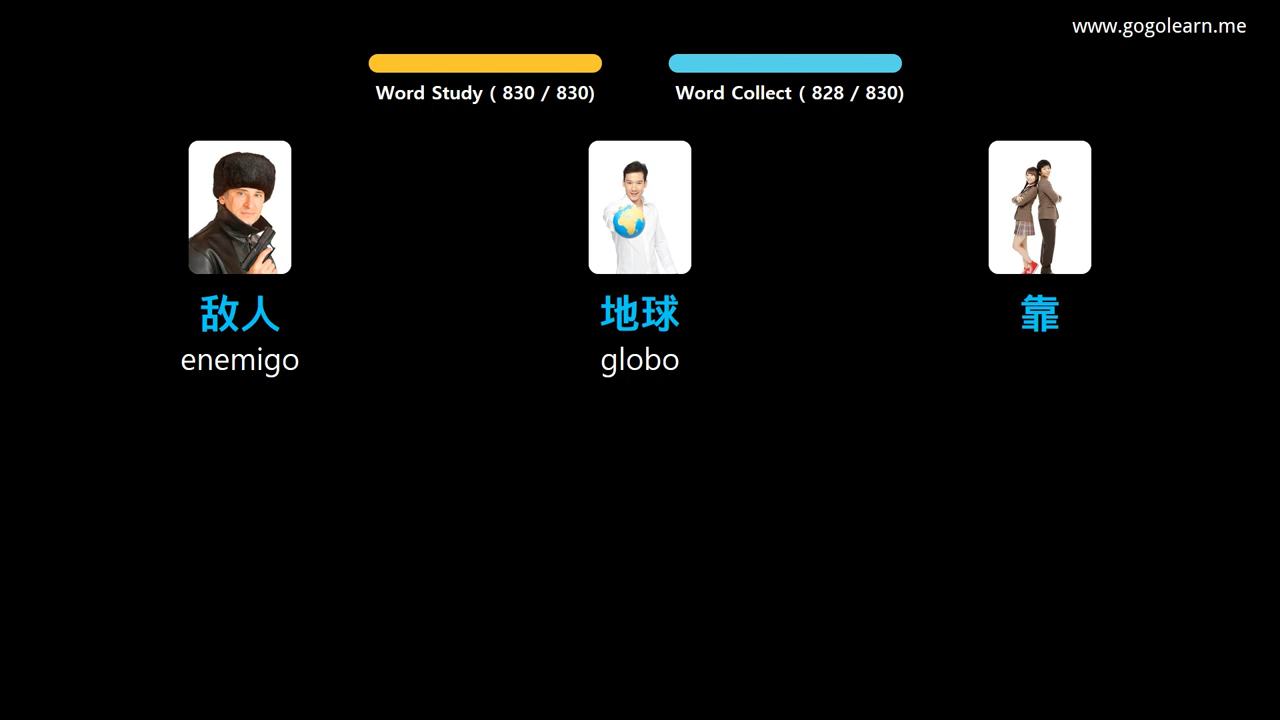 www.gogolearn.me
Word Study ( 830 / 830)
Word Collect ( 828 / 830)
敌人
enemigo
地球
globo
靠